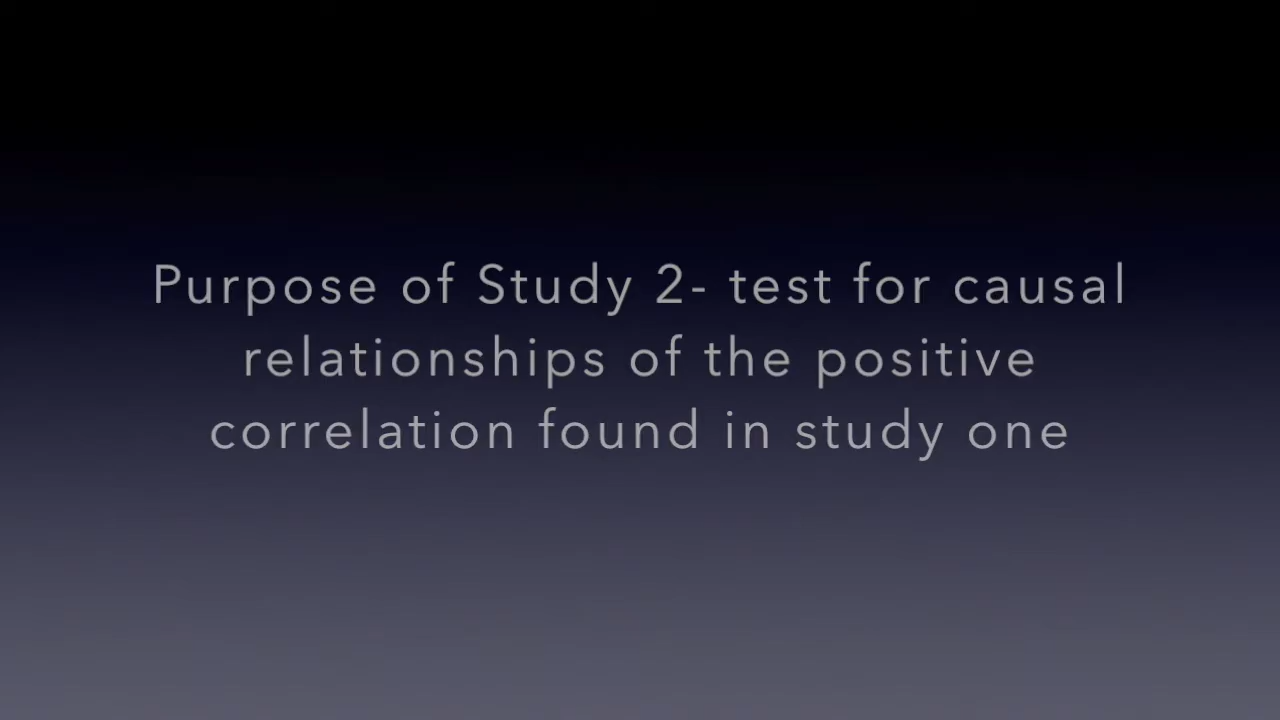 Purpose of Study 2- test for causal
relationships of the positive
correlation found in study one